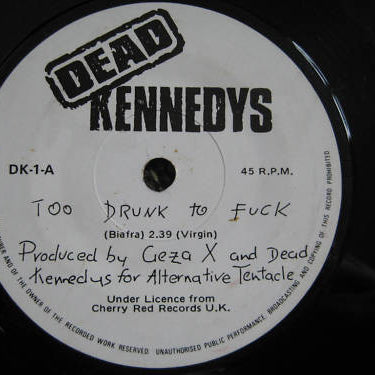 DEAD
KENNEDYS
DK-1-A
45 R.P.M.
TOO DRUNK to FUCK
(Biafra) 2.39 (Virgin)
Produced by Geza X and Dead
Kennedys for Alternative Tentacle
Under Licence from
Cherry Red Records U.K.
OF THE OWNER OF THE RECORDED WORK RESERVED. UNAUTHORISED PUBLIC PERFORMANCE, BROADCASTING AND COPYING OF THIS RECORD PROHIBITED